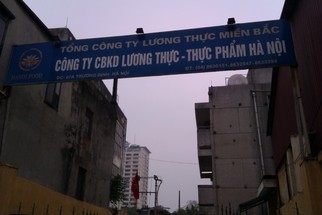 TỔNG CÔNG TY LƯƠNG THỰC MIỀN BẮC
CÔNG TY CBKD LƯƠNG THỰC - THỰC PHẨM HÀ NỘI